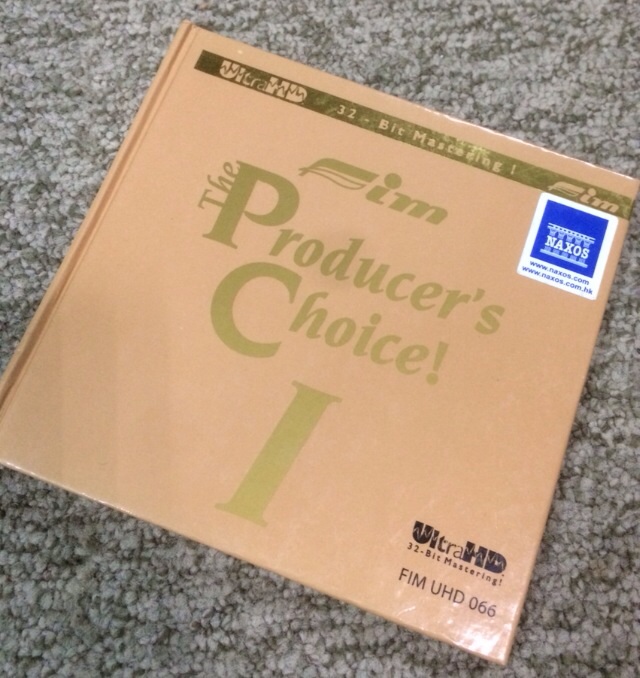 UltraHD
32 - Bit Mastering !
Fim
Fim
The
Producer's
Choice!
I
NAXOS
www.naxos.com
www.naxos.com.hk
UltraHD
32-Bit Mastering!
FIM UHD 066